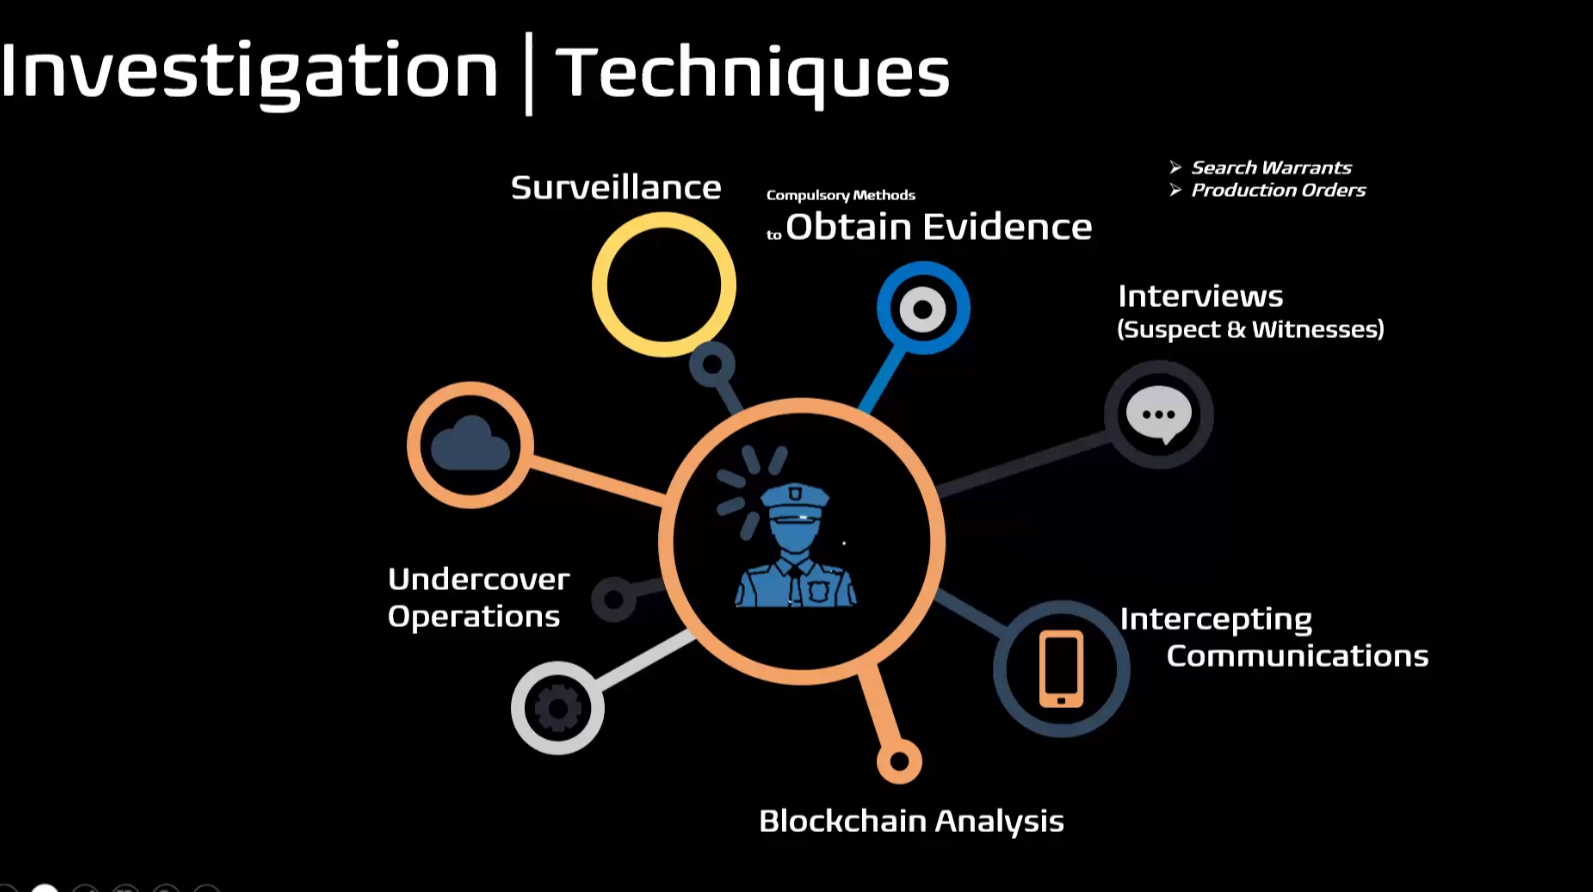 Investigation | Techniques
Surveillance
Compulsory Methods
to Obtain Evidence
➢ Search Warrants
➢ Production Orders
Interviews
(Suspect & Witnesses)
Undercover
Operations
Intercepting
Communications
Blockchain Analysis